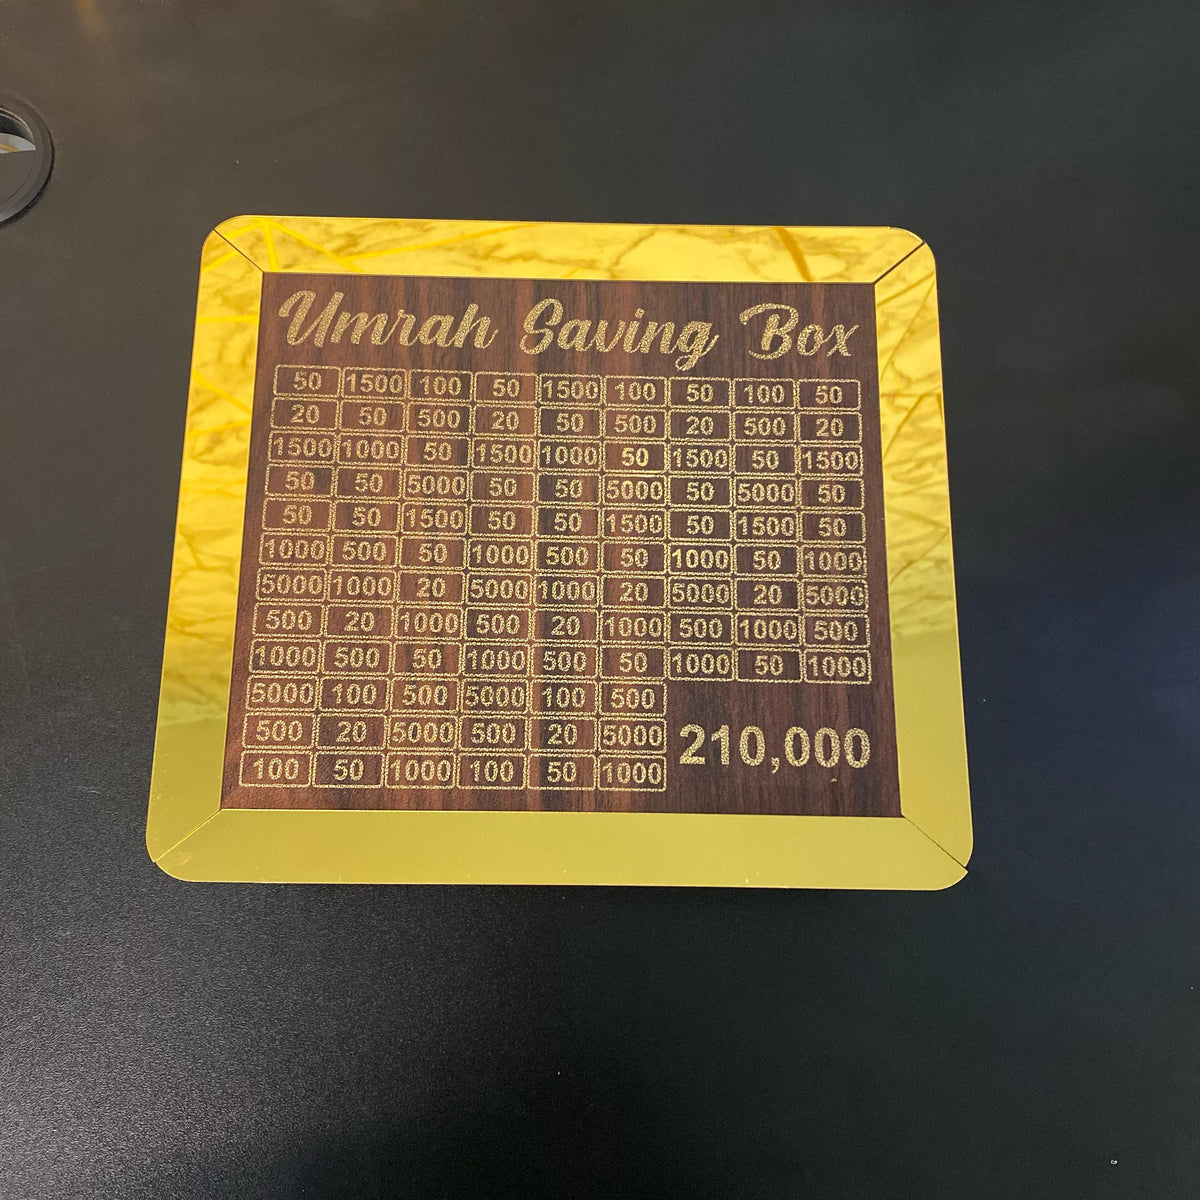 Umrah Saving Box
50 1500 100 50 1500 100 50 100 50
20 50 500 20 50 500 20 500 20
1500 1000 50 1500 1000 50 1500 50 1500
50 50 5000 50 50 5000 50 5000 50
50 50 1500 50 50 1500 50 1500 50
1000 500 50 1000 500 50 1000 50 1000
5000 1000 20 5000 1000 20 5000 20 5000
500 20 1000 500 20 1000 500 1000 500
1000 500 50 1000 500 50 1000 50 1000
5000 100 500 5000 100 500
500 20 5000 500 20 5000
100 50 1000 100 50 1000
210,000